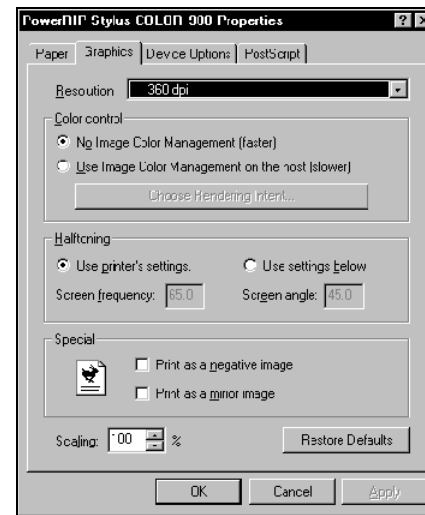 PowerRIP Stylus COLOR 900 Properties
Paper Graphics Device Options PostScript
Resolution 360 dpi
Color control
No Image Color Management (faster)
Use Image Color Management on the host (slower)
Choose Rendering Intent...
Halftoning
Use printer's settings. Use settings below
Screen frequency: 65.0 Screen angle: 45.0
Special
Print as a negative image
Print as a mirror image
Scaling: 100 %
Restore Defaults
OK Cancel Apply